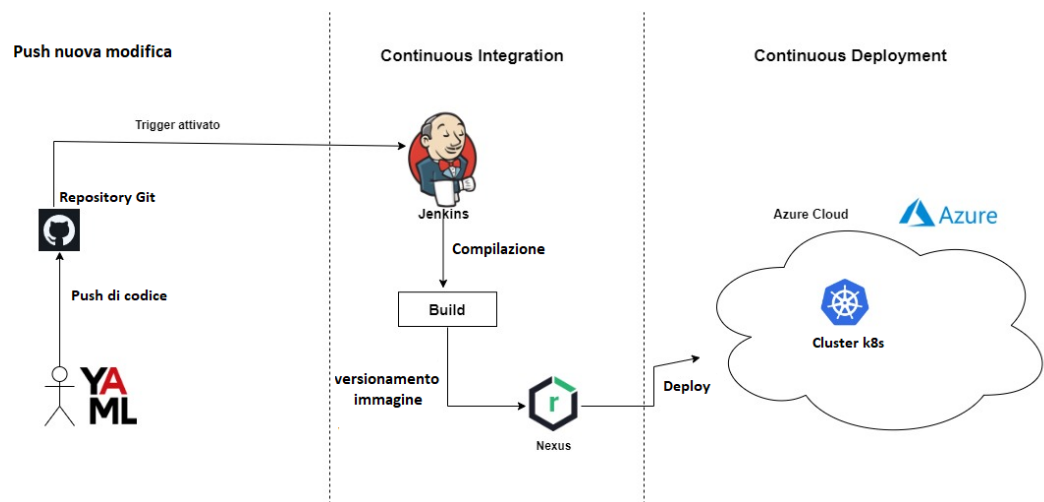 Push nuova modifica
Continuous Integration
Continuous Deployment
Trigger attivato
Repository Git
Jenkins
Azure Cloud
Azure
Compilazione
Push di codice
Build
Cluster k8s
YA
ML
versionamento
immagine
r
Deploy
Nexus